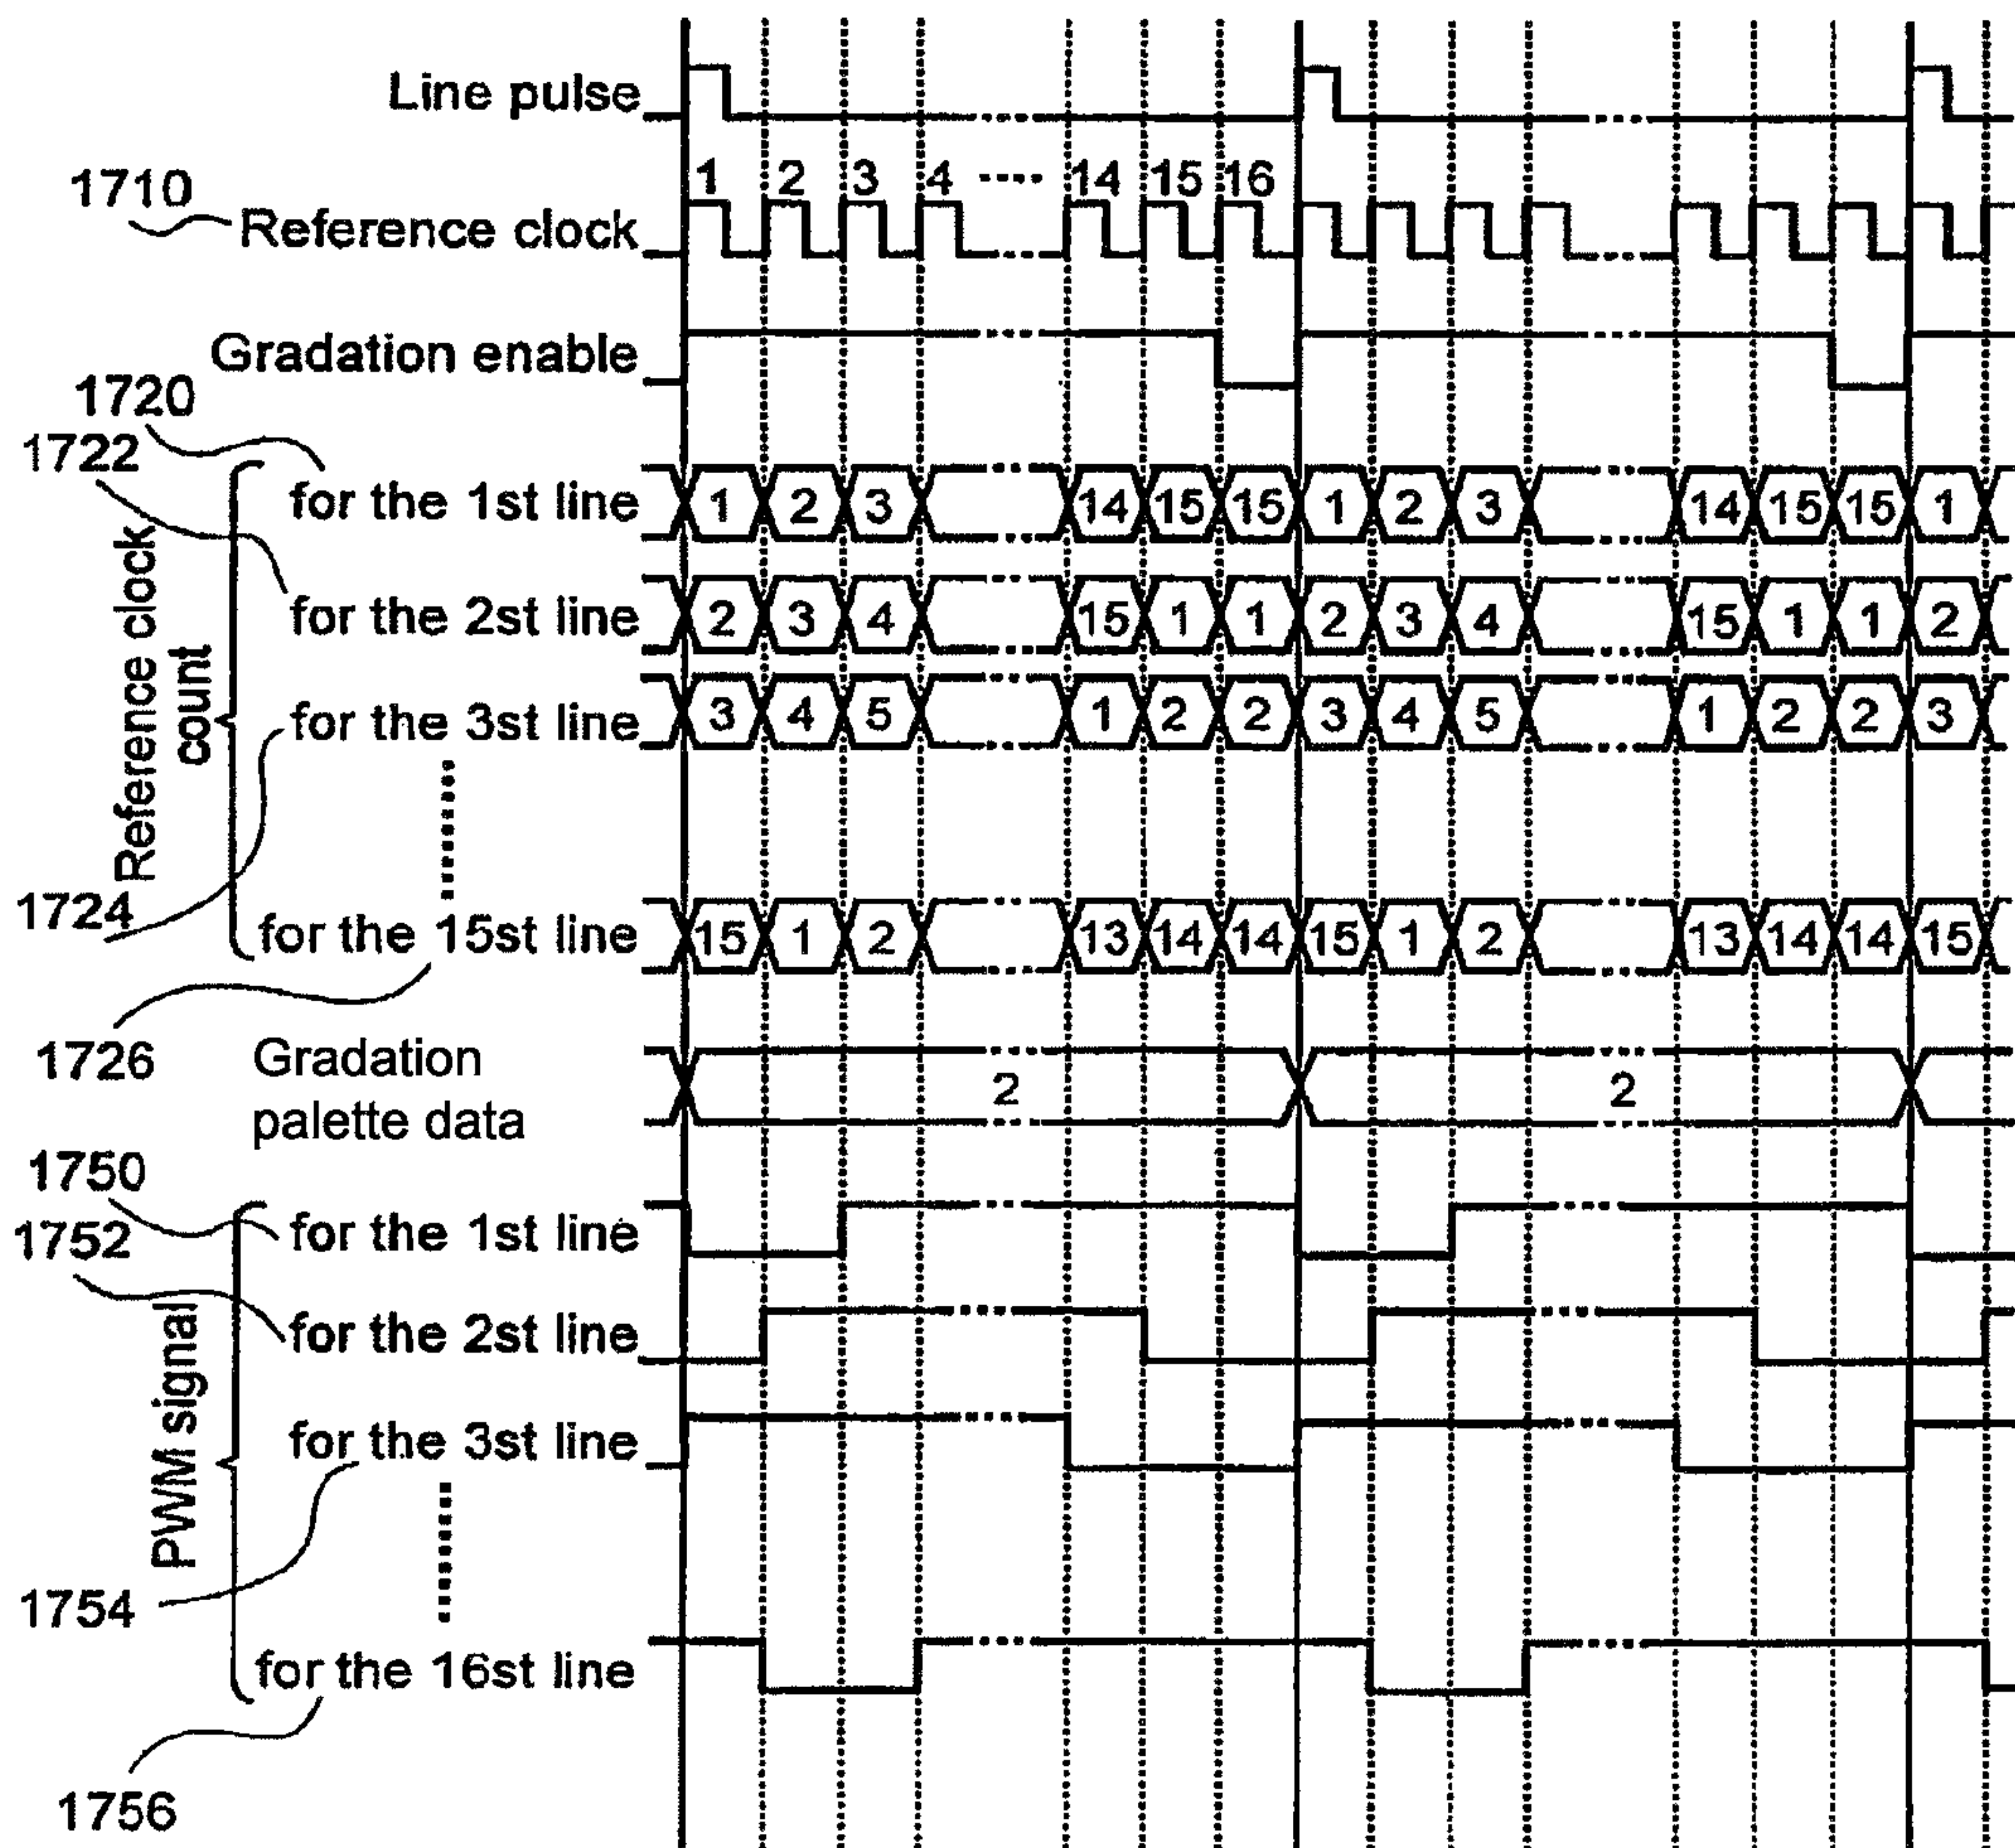 Line pulse
1 2 3 4 14 15 16
1710
Reference clock
Gradation enable
1720
1722
for the 1st line
1 2 3 14 15 15 1 2 3 14 15 15 1
for the 2st line
2 3 4 15 1 1 2 3 4 15 1 1 2
for the 3st line
3 4 5 1 2 2 3 4 5 1 2 2 3
Reference clock
count
1724
for the 15st line
15 1 2 13 14 14 15 1 2 13 14 14 15
1726
Gradation
palette data
2 2
1750
1752
for the 1st line
for the 2st line
for the 3st line
PWM signal
1754
for the 16st line
1756